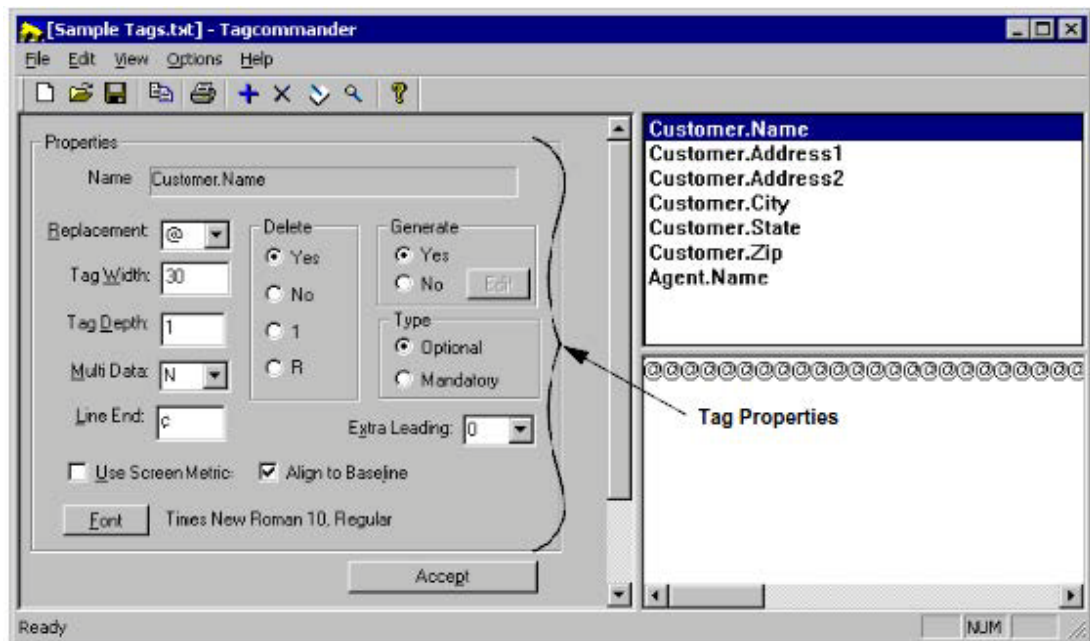 [Sample Tags.txt] - Tagcommander
File Edit View Options Help
Properties
Name Customer.Name
Replacement: @
Tag Width: 30
Tag Depth: 1
Multi Data: N
Line End: c
Delete
Yes
No
1
R
Generate
Yes
No Edit
Type
Optional
Mandatory
Extra Leading: 0
Use Screen Metric:
Align to Baseline
Font Times New Roman 10, Regular
Accept
Customer.Name
Customer.Address1
Customer.Address2
Customer.City
Customer.State
Customer.Zip
Agent.Name
@@@@@@@@@@@@@@@@@@@@@@@
Tag Properties
Ready NUM